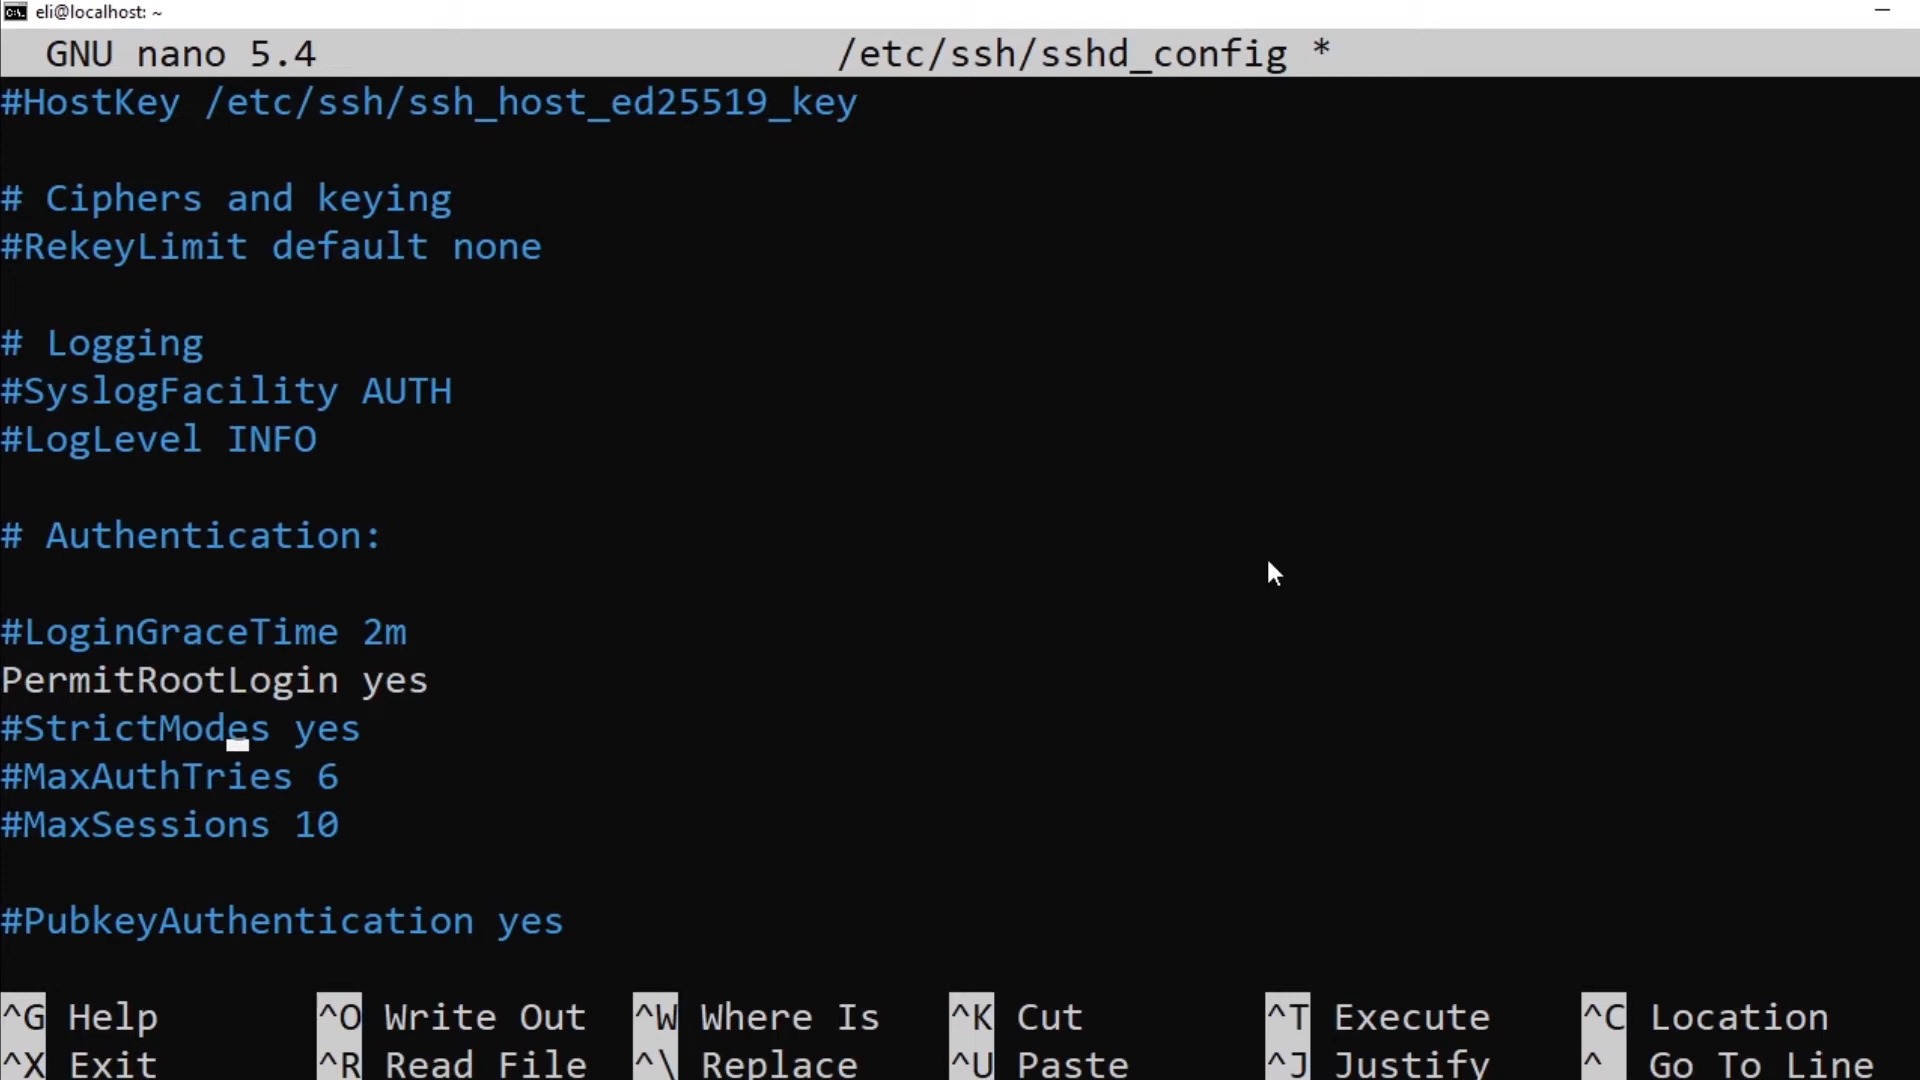 eli@localhost: ~
GNU nano 5.4 /etc/ssh/sshd_config *
#HostKey /etc/ssh/ssh_host_ed25519_key
# Ciphers and keying
#RekeyLimit default none
# Logging
#SyslogFacility AUTH
#LogLevel INFO
# Authentication:
#LoginGraceTime 2m
PermitRootLogin yes
#StrictModes yes
#MaxAuthTries 6
#MaxSessions 10
#PubkeyAuthentication yes
^G Help ^O Write Out ^W Where Is ^K Cut ^T Execute ^C Location
^X Exit ^R Read File ^\ Replace ^U Paste ^J Justify ^ Go To Line